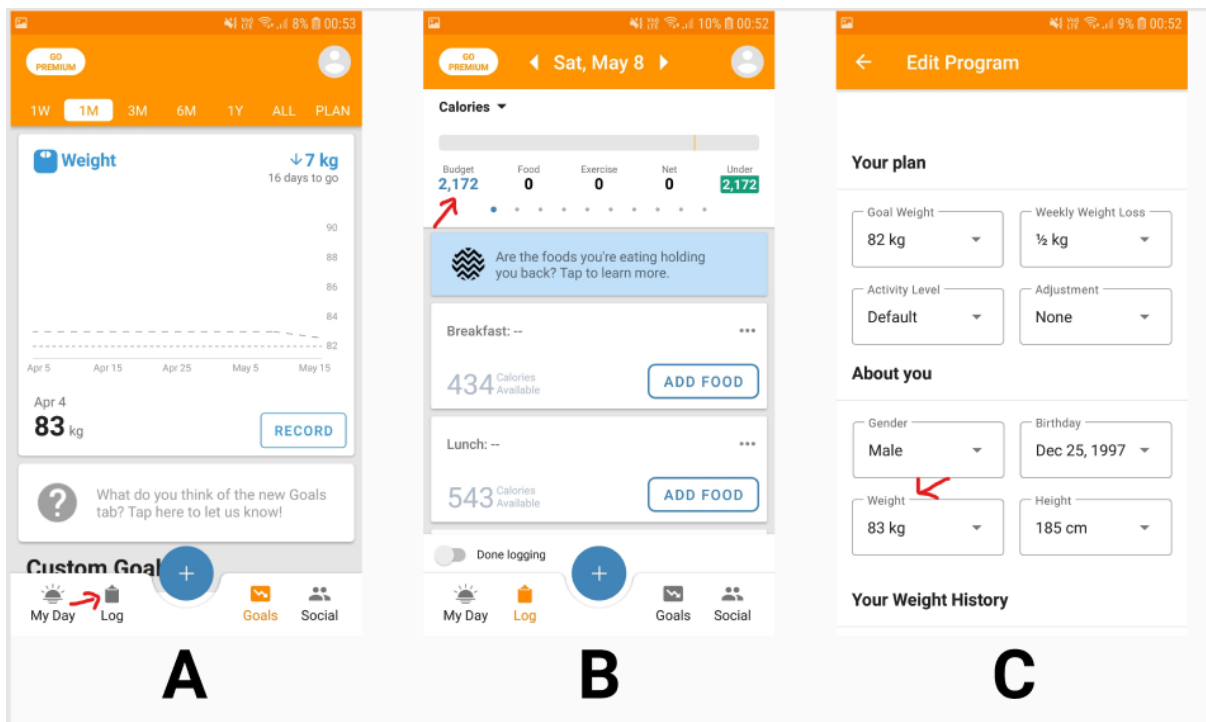 8% 00:53
GO
PREMIUM
1W 1M 3M 6M 1Y ALL PLAN
Weight
↓7 kg
16 days to go
90
88
86
84
82
Apr 5 Apr 15 Apr 25 May 5 May 15
Apr 4
83 kg
RECORD
What do you think of the new Goals
tab? Tap here to let us know!
Custom Goal
+
My Day Log Goals Social
A
10% 00:52
GO
PREMIUM
Sat, May 8
Calories
Budget Food Exercise Net Under
2,172 0 0 0 2,172
Are the foods you're eating holding
you back? Tap to learn more.
Breakfast: --
434 Calories
Available
ADD FOOD
Lunch: --
543 Calories
Available
ADD FOOD
Done logging
+
My Day Log Goals Social
B
9% 00:52
Edit Program
Your plan
Goal Weight Weekly Weight Loss
82 kg ½ kg
Activity Level Adjustment
Default None
About you
Gender Birthday
Male Dec 25, 1997
Weight Height
83 kg 185 cm
Your Weight History
C